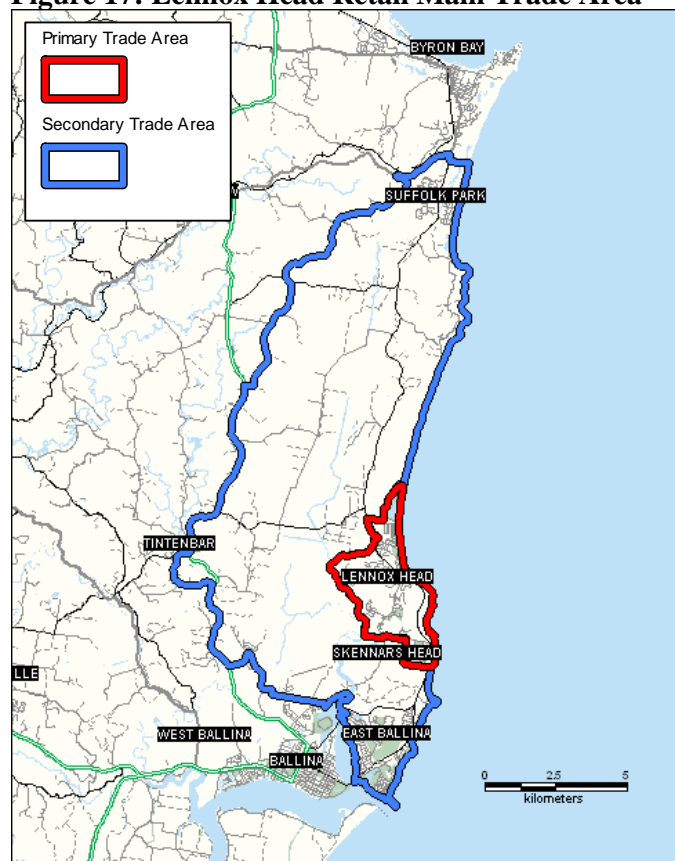 Figure 17: Lennox Head Retail Main Trade Area
Primary Trade Area
Secondary Trade Area
BYRON BAY
SUFFOLK PARK
TINTENBAR
LENNOX HEAD
SKENNARS HEAD
LLE
WEST BALLINA
EAST BALLINA
BALLINA
0 2.5 5
kilometers